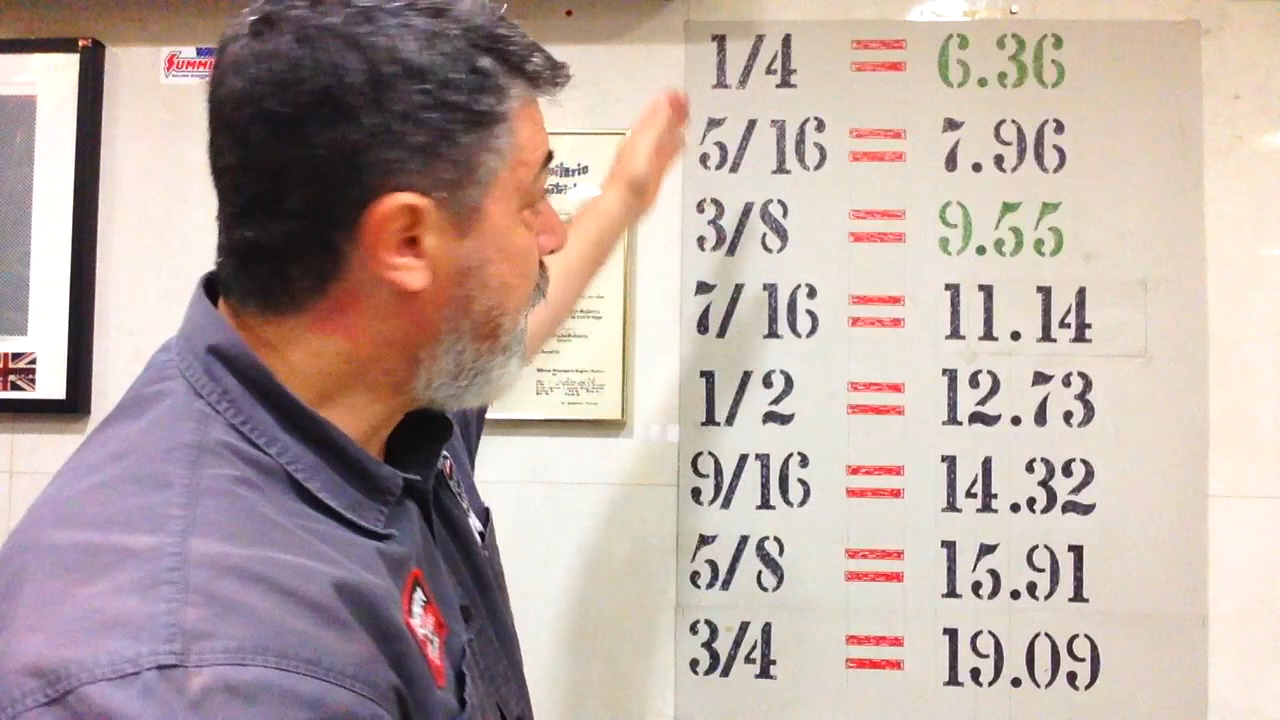 SUMMI
1/4 = 6.36
5/16 = 7.96
3/8 = 9.55
7/16 = 11.14
1/2 = 12.73
9/16 = 14.32
5/8 = 15.91
3/4 = 19.09